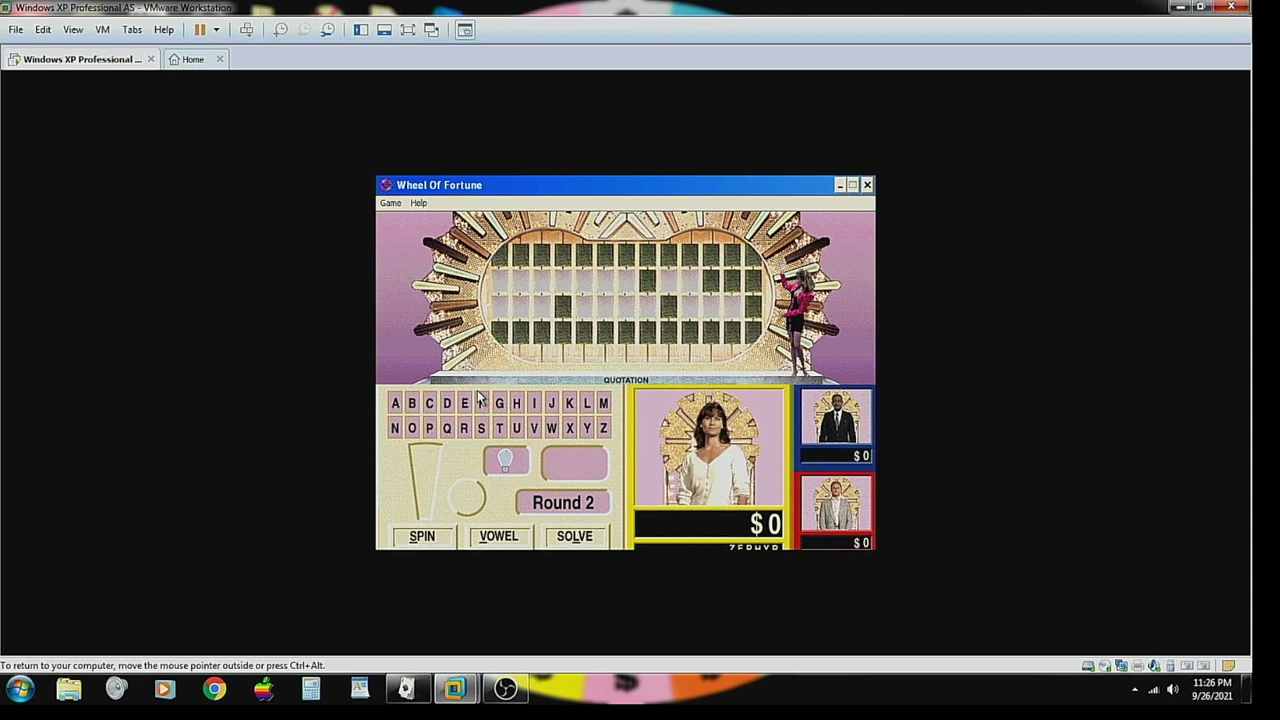 Windows XP Professional AS - VMware Workstation
File Edit View VM Tabs Help
Windows XP Professional ... Home
Wheel Of Fortune
Game Help
QUOTATION
A B C D E G H I J K L M
N O P Q R S T U V W X Y Z
$ 0
Round 2
$ 0
SPIN VOWEL SOLVE
$ 0
ZEPHYR
To return to your computer, move the mouse pointer outside or press Ctrl+Alt.
11:26 PM
9/26/2021